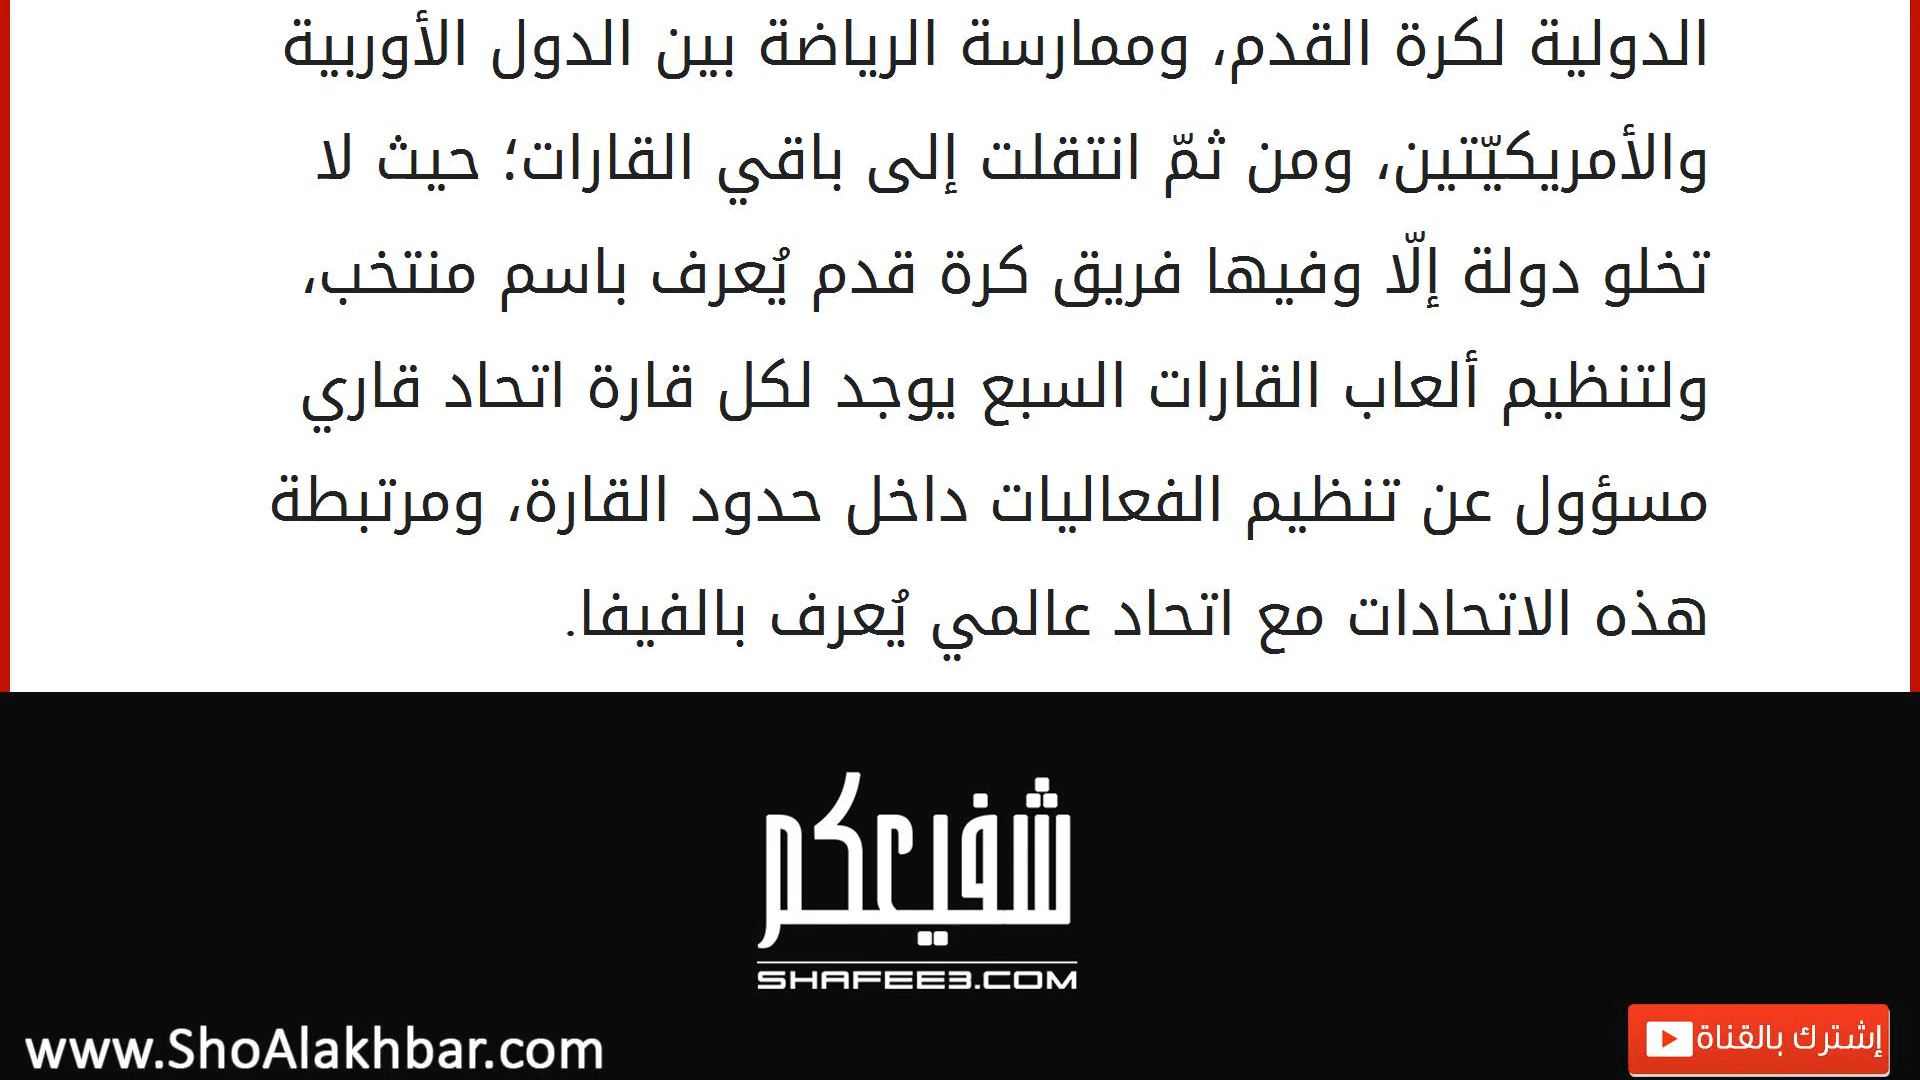 الدولية لكرة القدم، وممارسة الرياضة بين الدول الأوربية
والأمريكيّتين، ومن ثمّ انتقلت إلى باقي القارات؛ حيث لا
تخلو دولة إلّا وفيها فريق كرة قدم يُعرف باسم منتخب،
ولتنظيم ألعاب القارات السبع يوجد لكل قارة اتحاد قاري
مسؤول عن تنظيم الفعاليات داخل حدود القارة، ومرتبطة
هذه الاتحادات مع اتحاد عالمي يُعرف بالفيفا.
شفيعكم
SHAFEE3.COM
www.ShoAlakhbar.com
إشترك بالقناة